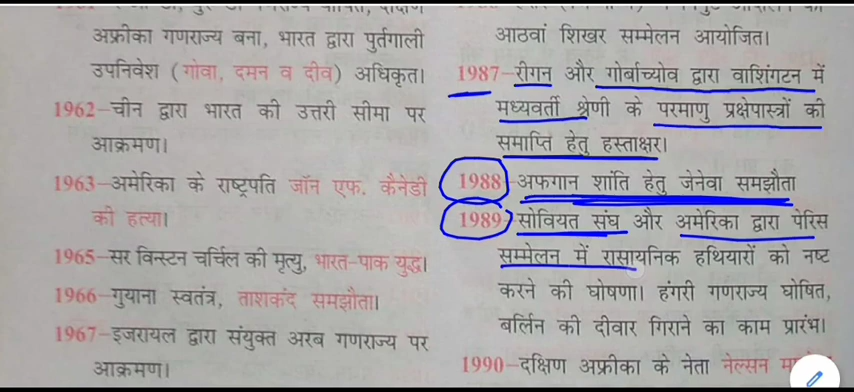 अफ्रीका गणराज्य बना, भारत द्वारा पुर्तगाली
उपनिवेश (गोवा, दमन व दीव) अधिकृत।
1962–चीन द्वारा भारत की उत्तरी सीमा पर
आक्रमण।
1963–अमेरिका के राष्ट्रपति जॉन एफ. कैनेडी
की हत्या।
1965–सर विन्स्टन चर्चिल की मृत्यु, भारत-पाक युद्ध।
1966–गुयाना स्वतंत्र, ताशकंद समझौता।
1967–इजरायल द्वारा संयुक्त अरब गणराज्य पर
आक्रमण।
आठवां शिखर सम्मेलन आयोजित।
1987–रीगन और गोर्बाच्योव द्वारा वाशिंगटन में
मध्यवर्ती श्रेणी के परमाणु प्रक्षेपास्त्रों की
समाप्ति हेतु हस्ताक्षर।
1988–अफगान शांति हेतु जेनेवा समझौता
1989–सोवियत संघ और अमेरिका द्वारा पेरिस
सम्मेलन में रासायनिक हथियारों को नष्ट
करने की घोषणा। हंगरी गणराज्य घोषित,
बर्लिन की दीवार गिराने का काम प्रारंभ।
1990–दक्षिण अफ्रीका के नेता नेल्सन